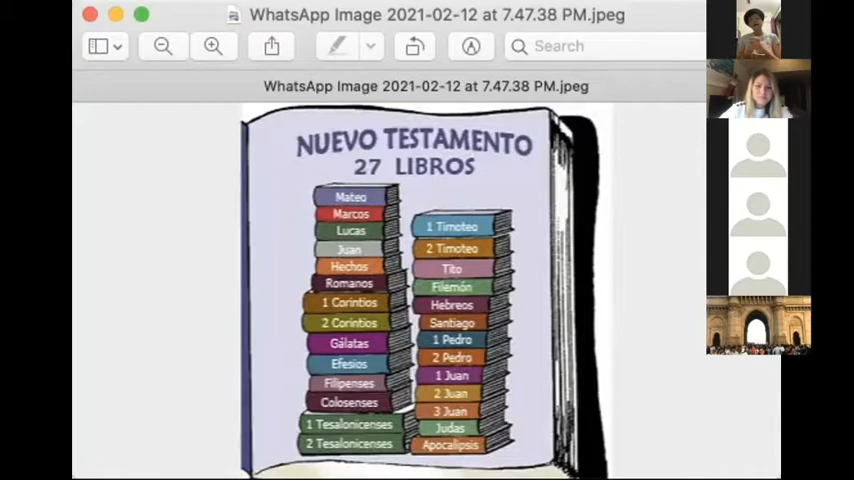 WhatsApp Image 2021-02-12 at 7.47.38 PM.jpeg
Search
WhatsApp Image 2021-02-12 at 7.47.38 PM.jpeg
NUEVO TESTAMENTO
27 LIBROS
Mateo
Marcos
Lucas
Juan
Hechos
Romanos
1 Corintios
2 Corintios
Gálatas
Efesios
Filipenses
Colosenses
1 Tesalonicenses
2 Tesalonicenses
1 Timoteo
2 Timoteo
Tito
Filemón
Hebreos
Santiago
1 Pedro
2 Pedro
1 Juan
2 Juan
3 Juan
Judas
Apocalipsis